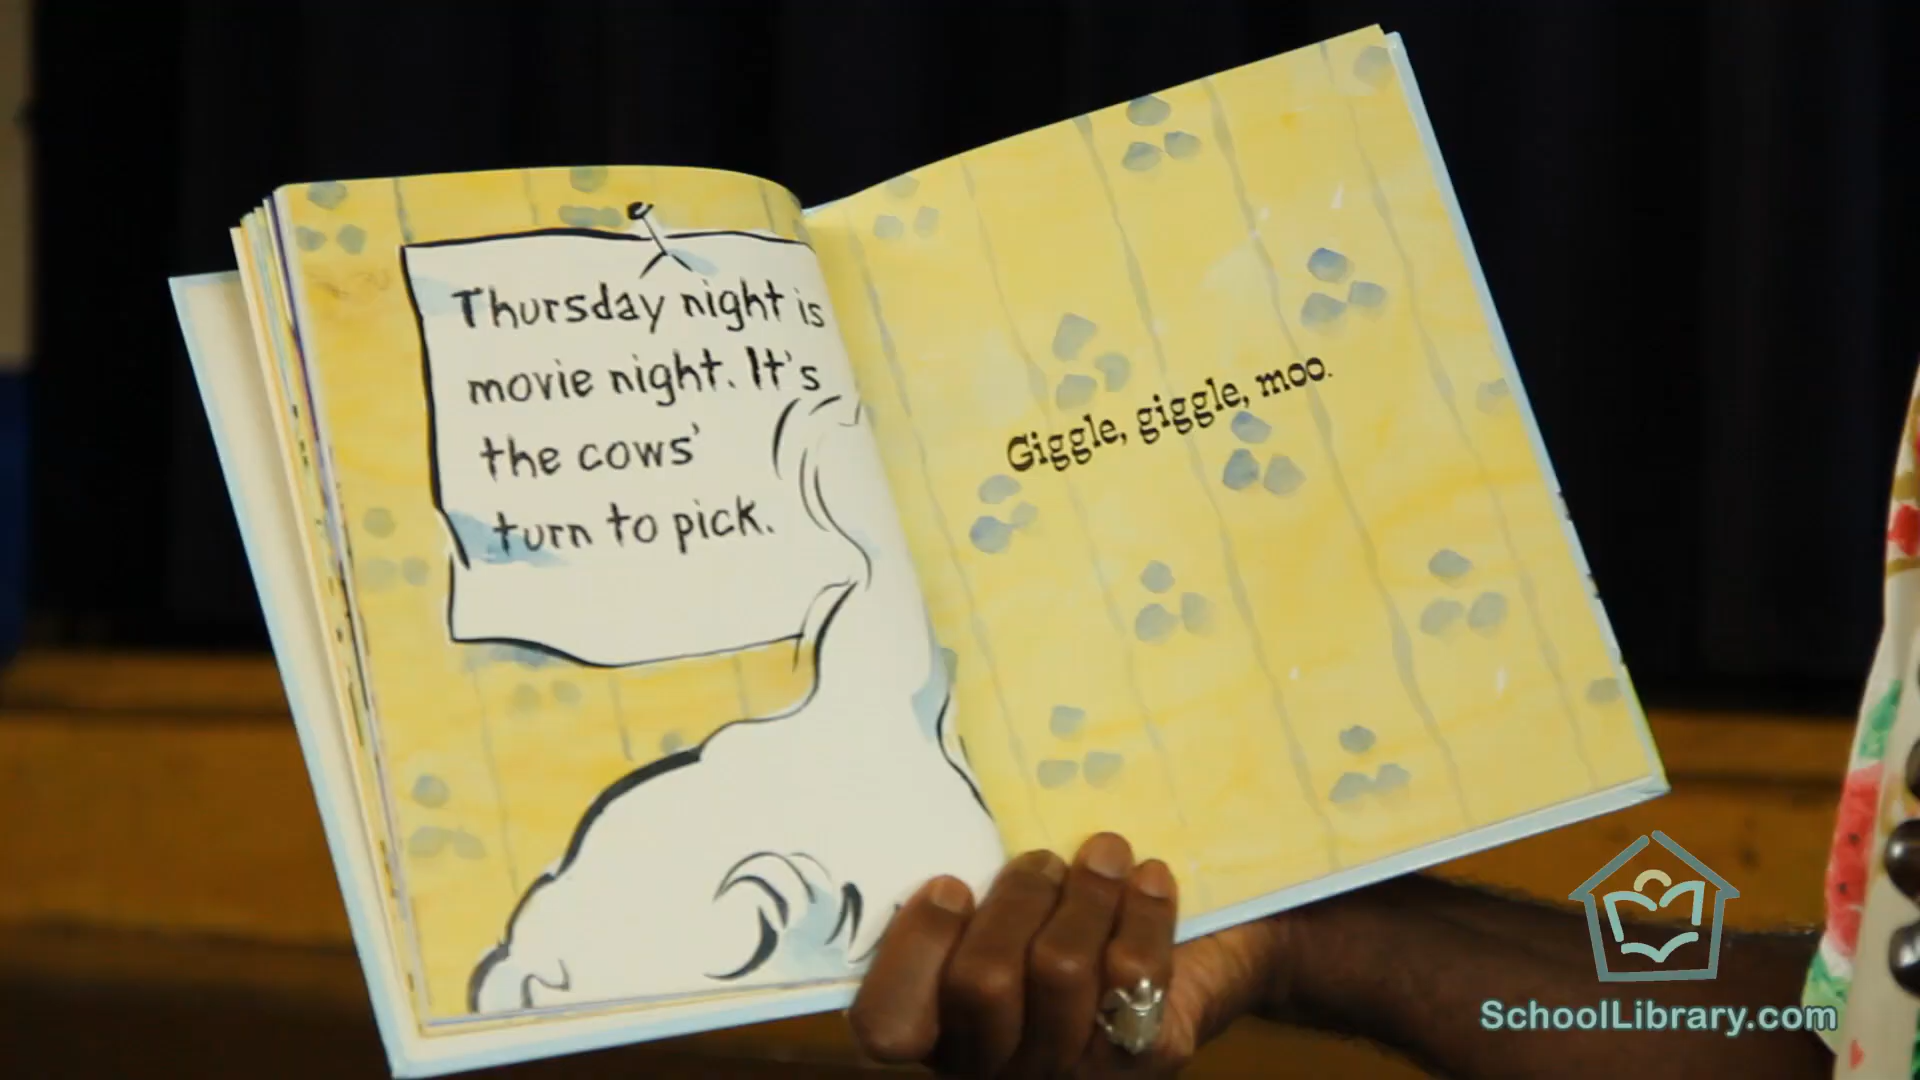 Thursday night is
movie night. It's
the cows'
turn to pick.
Giggle, giggle, moo.
SchoolLibrary.com